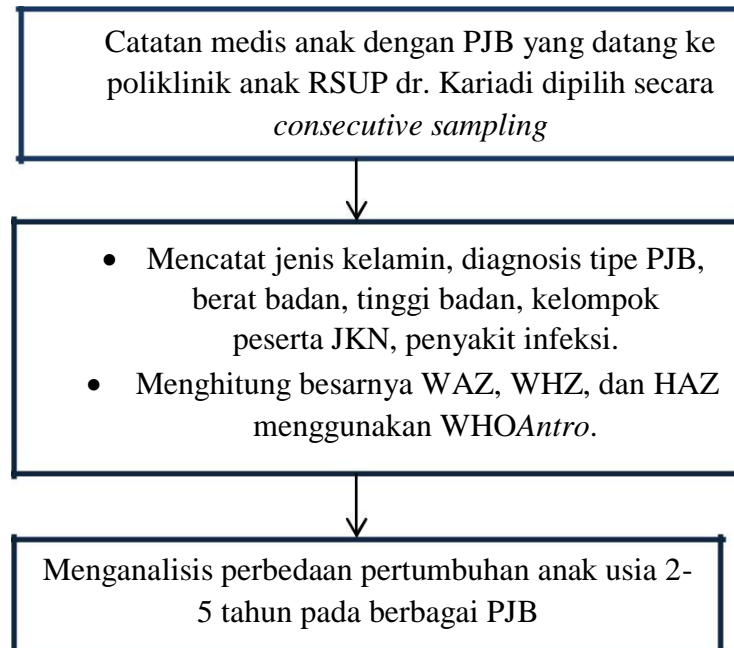 Catatan medis anak dengan PJB yang datang ke
poliklinik anak RSUP dr. Kariadi dipilih secara
consecutive sampling
• Mencatat jenis kelamin, diagnosis tipe PJB,
berat badan, tinggi badan, kelompok
peserta JKN, penyakit infeksi.
• Menghitung besarnya WAZ, WHZ, dan HAZ
menggunakan WHOAntro.
Menganalisis perbedaan pertumbuhan anak usia 2-
5 tahun pada berbagai PJB